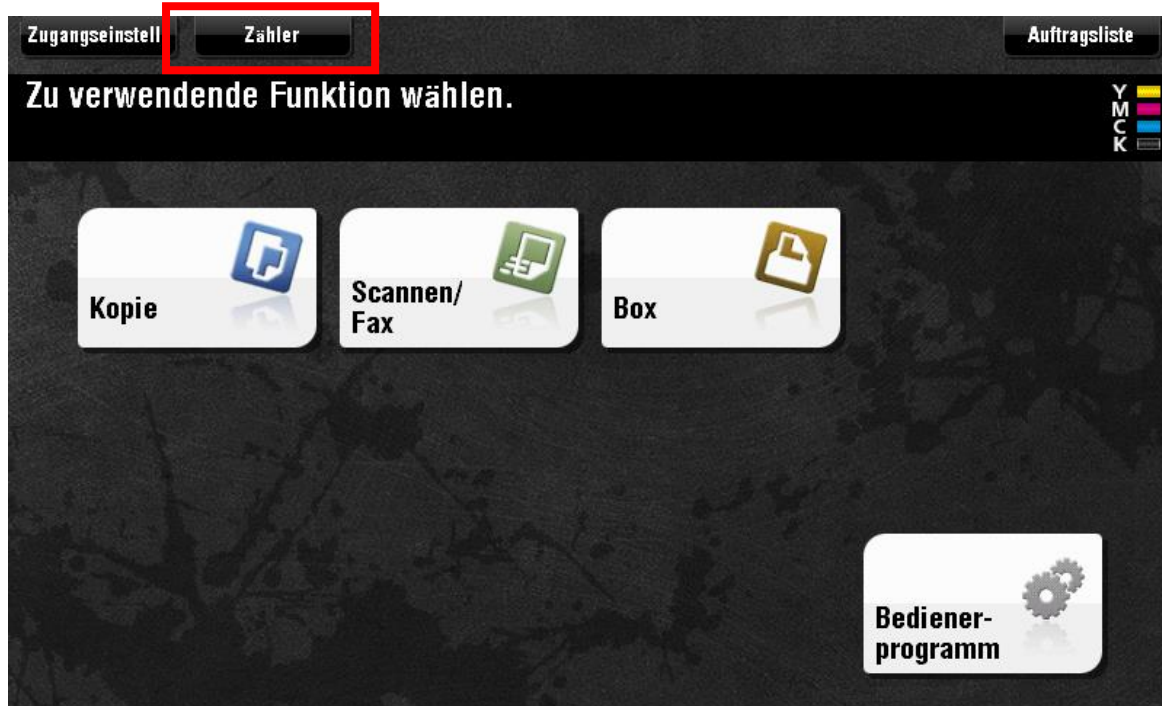 Zugangseinstell
Zähler
Auftragsliste
Zu verwendende Funktion wählen.
Y
M
C
K
Kopie
Scannen/
Fax
Box
Bediener-
programm